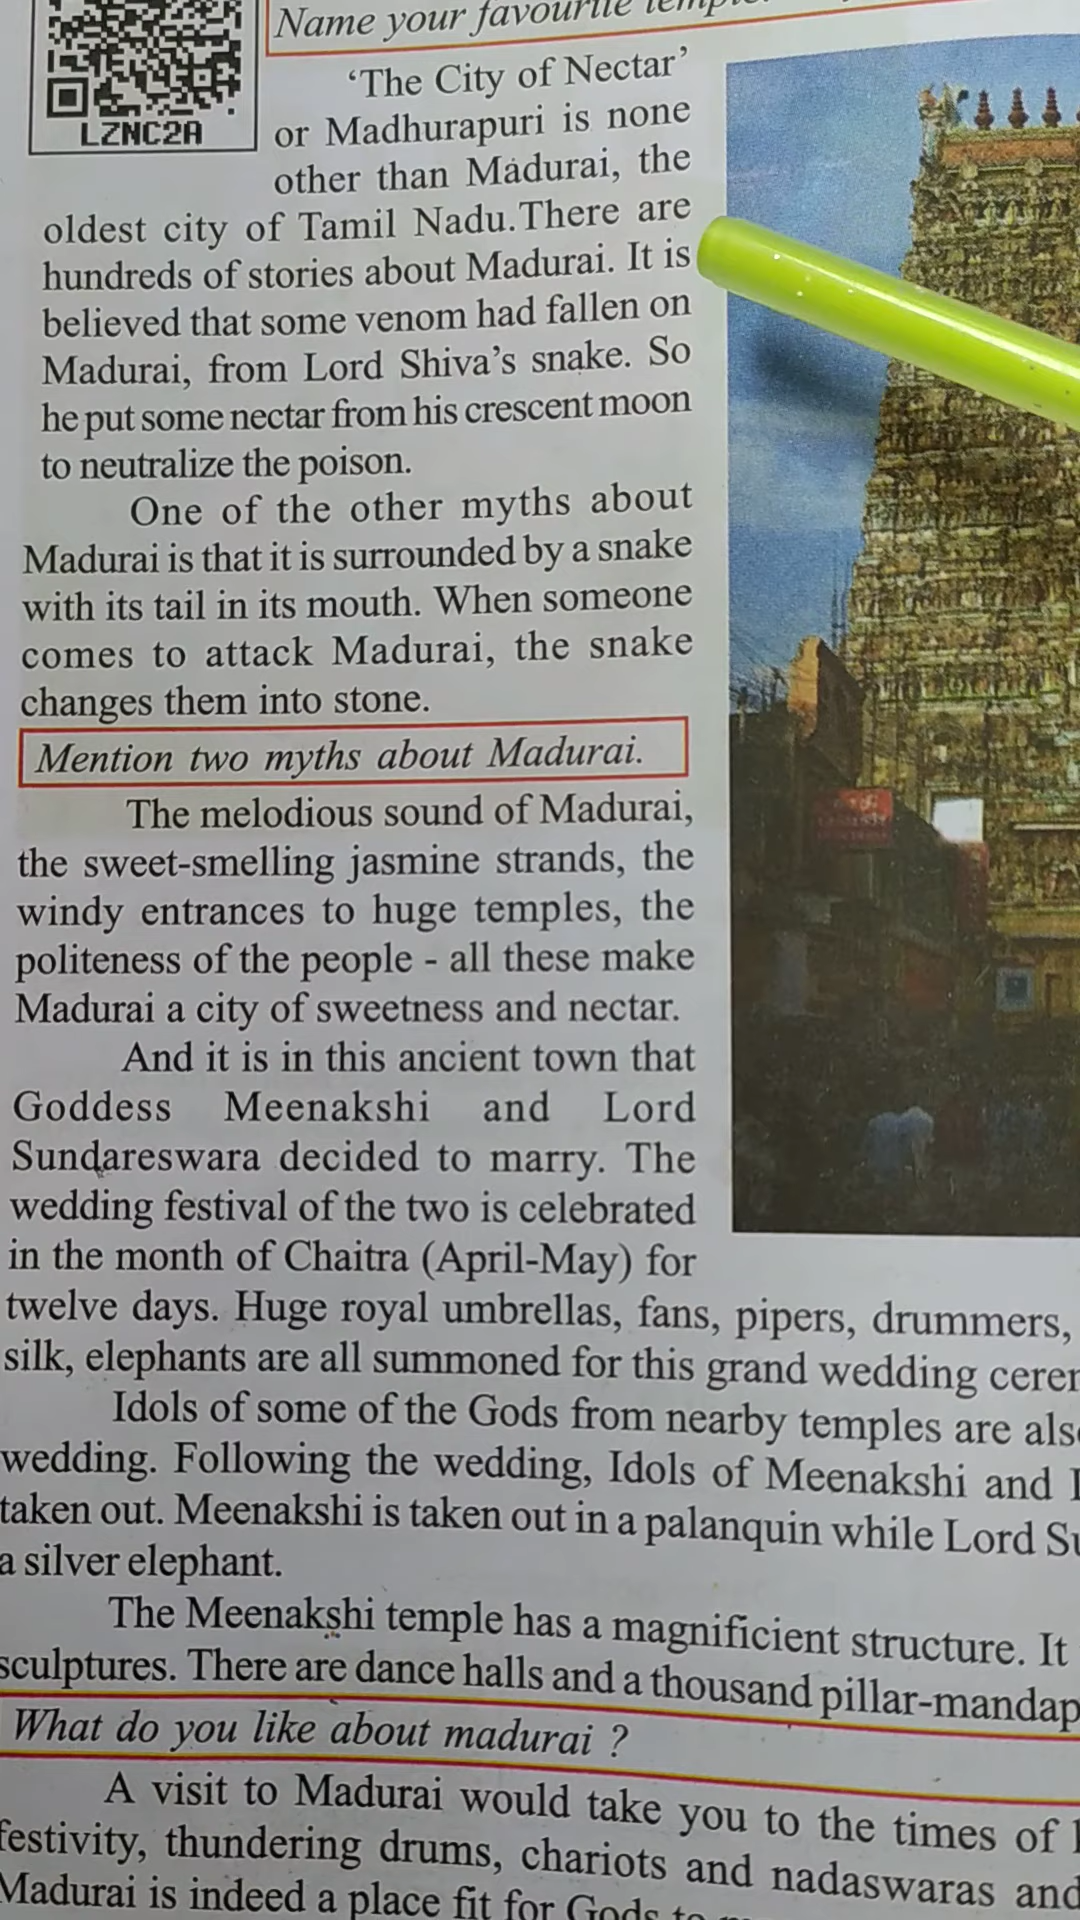 Name your favourite
LZNC2A
‘The City of Nectar’
or Madhurapuri is none
other than Madurai, the
oldest city of Tamil Nadu.There are
hundreds of stories about Madurai. It is
believed that some venom had fallen on
Madurai, from Lord Shiva’s snake. So
he put some nectar from his crescent moon
to neutralize the poison.
One of the other myths about
Madurai is that it is surrounded by a snake
with its tail in its mouth. When someone
comes to attack Madurai, the snake
changes them into stone.
Mention two myths about Madurai.
The melodious sound of Madurai,
the sweet-smelling jasmine strands, the
windy entrances to huge temples, the
politeness of the people - all these make
Madurai a city of sweetness and nectar.
And it is in this ancient town that
Goddess Meenakshi and Lord
Sundareswara decided to marry. The
wedding festival of the two is celebrated
in the month of Chaitra (April-May) for
twelve days. Huge royal umbrellas, fans, pipers, drummers,
silk, elephants are all summoned for this grand wedding
Idols of some of the Gods from nearby temples are
wedding. Following the wedding, Idols of Meenakshi and
taken out. Meenakshi is taken out in a palanquin while Lord
a silver elephant.
The Meenakshi temple has a magnificient structure. It
sculptures. There are dance halls and a thousand
What do you like about madurai ?
A visit to Madurai would take you to the times of
festivity, thundering drums, chariots and nadaswaras and
Madurai is indeed a place fit for Gods to